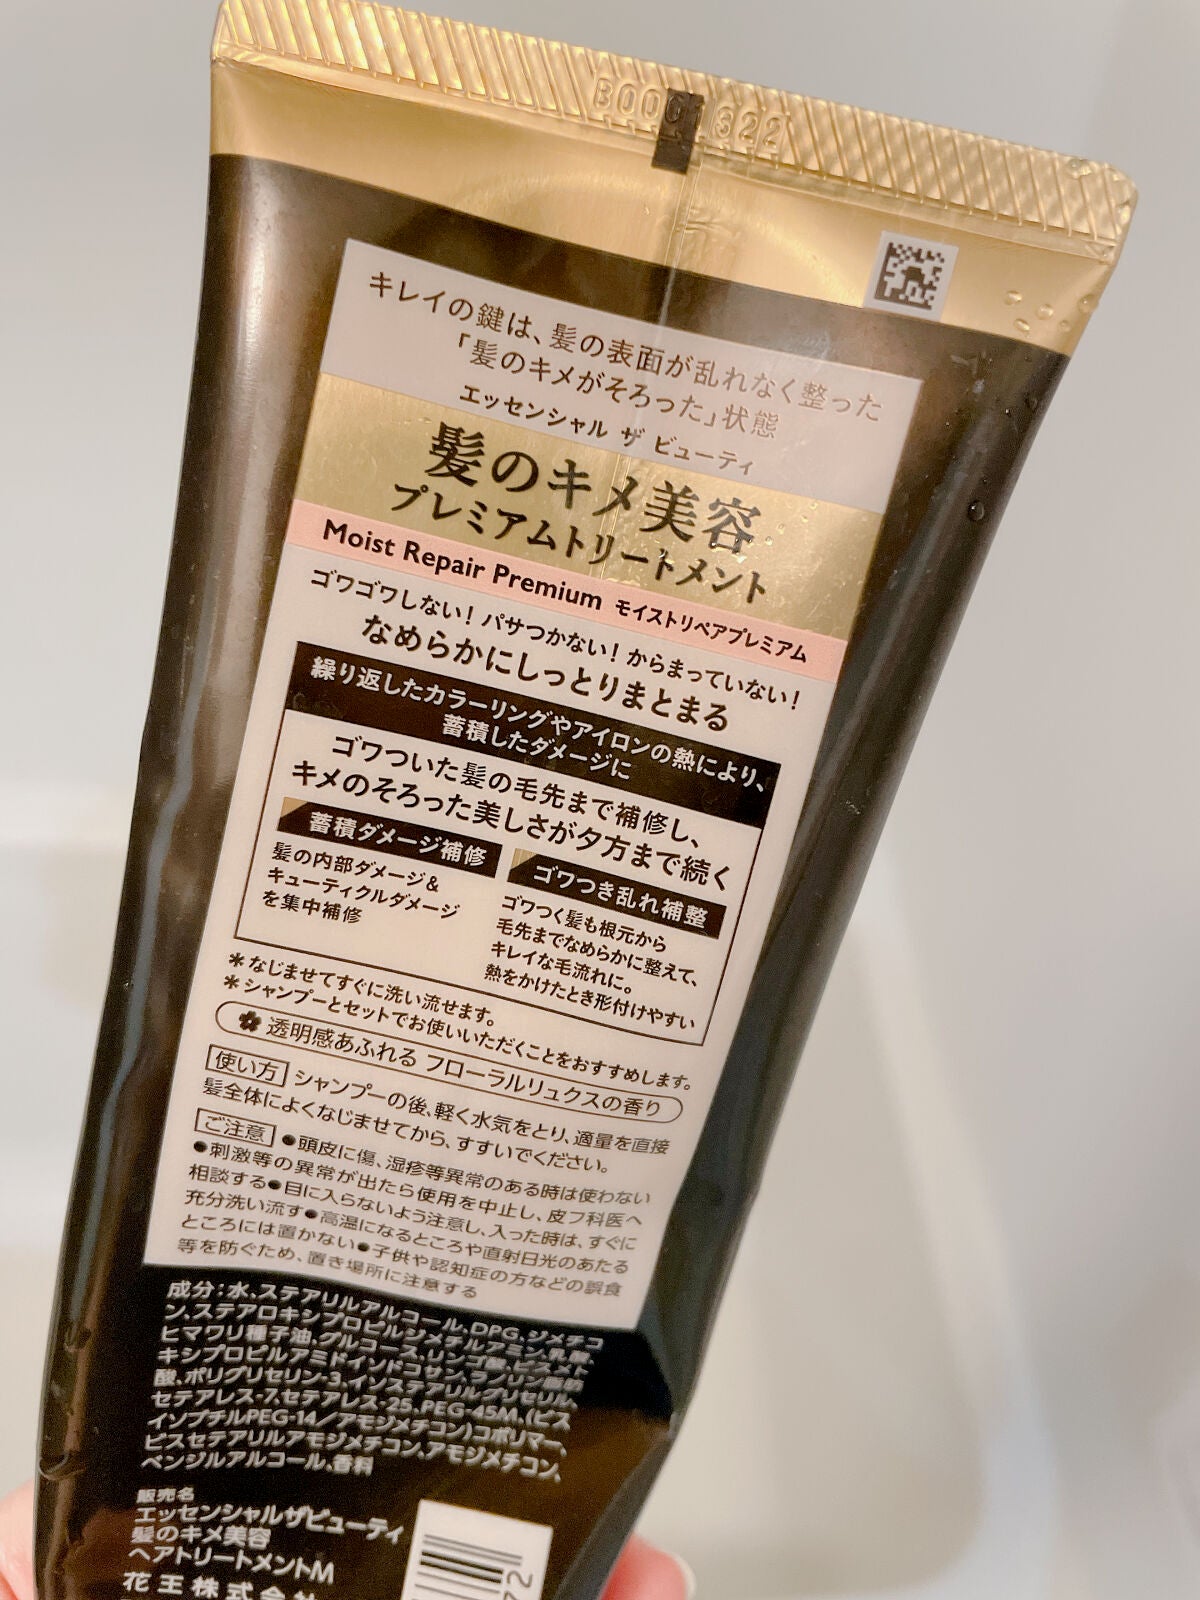 B0001322
キレイの鍵は、髪の表面が乱れなく整った
「髪のキメがそろった」状態
エッセンシャル ザ ビューティ
髪のキメ美容
プレミアムトリートメント
Moist Repair Premium モイストリペアプレミアム
ゴワゴワしない！パサつかない！からまっていない！
なめらかにしっとりまとまる
繰り返したカラーリングやアイロンの熱により、
蓄積したダメージに
ゴワついた髪の毛先まで補修し、
キメのそろった美しさが夕方まで続く
蓄積ダメージ補修
髪の内部ダメージ&
キューティクルダメージ
を集中補修
ゴワつき乱れ補整
ゴワつく髪も根元から
毛先までなめらかに整えて、
キレイな毛流れに。
熱をかけたとき形付けやすい
＊なじませてすぐに洗い流せます。
＊シャンプーとセットでお使いいただくことをおすすめします。
透明感あふれる フローラルリュクスの香り
使い方 シャンプーの後、軽く水気をとり、適量を直接
髪全体によくなじませてから、すすいでください。
ご注意 ●頭皮に傷、湿疹等異常のある時は使わない
●刺激等の異常が出たら使用を中止し、皮フ科医へ
相談する●目に入らないよう注意し、入った時は、すぐに
充分洗い流す●高温になるところや直射日光のあたる
ところには置かない●子供や認知症の方などの誤食
等を防ぐため、置き場所に注意する
成分：水、ステアリルアルコール、DPG、ジメチコ
ン、ステアロキシプロピルジメチルアミン、乳酸、
ヒマワリ種子油、グルコース、リンゴ酸、ビスメト
キシプロピルアミドイソドコサン、ラノリン脂肪
酸、ポリグリセリン-3、イソステアリルグリセリル、
セテアレス-7、セテアレス-25、PEG-45M、(ビス
イソブチルPEG-14／アモジメチコン)コポリマー、
ビスセテアリルアモジメチコン、アモジメチコン、
ベンジルアルコール、香料
販売名
エッセンシャルザビューティ
髪のキメ美容
ヘアトリートメントM
花王株式会社